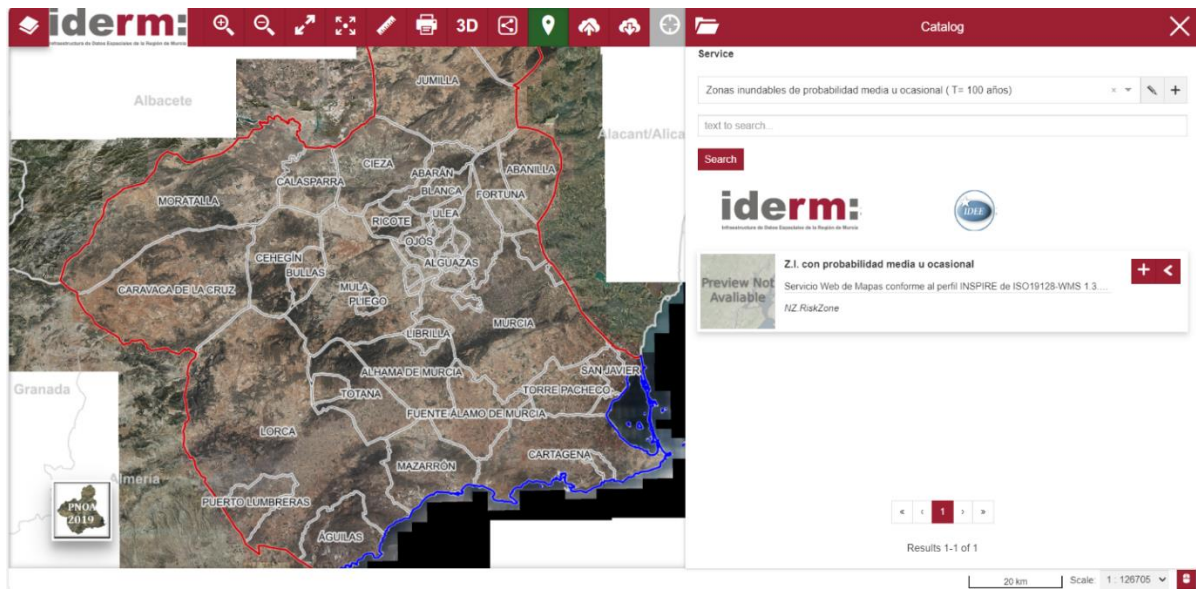 iderm:
Infraestructura de Datos Espaciales de la Región de Murcia
3D
Catalog
Service
Zonas inundables de probabilidad media u ocasional ( T= 100 años)
text to search...
Search
iderm:
Infraestructura de Datos Espaciales de la Región de Murcia
IDEE
Preview Not
Avaliable
Z.I. con probabilidad media u ocasional
Servicio Web de Mapas conforme al perfil INSPIRE de ISO19128-WMS 1.3....
NZ.RiskZone
« ‹ 1 › »
Results 1-1 of 1
Albacete
Alacant/Alica
JUMILLA
CIEZA
ABARÁN
ABANILLA
CALASPARRA
BLANCA
FORTUNA
MORATALLA
ULEA
RICOTE
OJÓS
CEHEGÍN
ALGUAZAS
BULLAS
CARAVACA DE LA CRUZ
MULA
PLIEGO
MURCIA
LIBRILLA
ALHAMA DE MURCIA
SAN JAVIER
Granada
TOTANA
TORRE PACHECO
FUENTE ÁLAMO DE MURCIA
LORCA
CARTAGENA
MAZARRÓN
Almería
PUERTO LUMBRERAS
PNOA
2019
ÁGUILAS
20 km
Scale: 1 : 126705